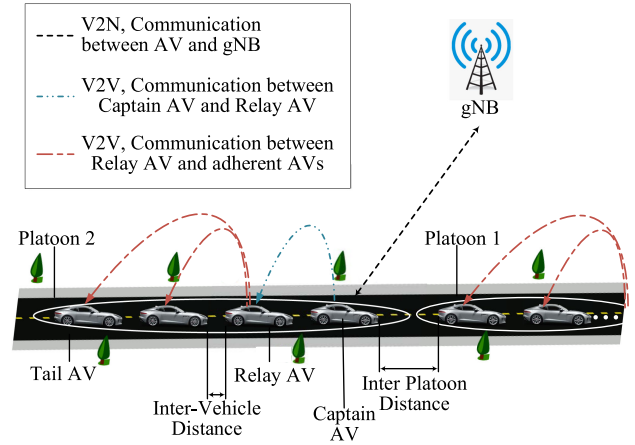 V2N, Communication
between AV and gNB
V2V, Communication between
Captain AV and Relay AV
V2V, Communication between
Relay AV and adherent AVs
gNB
Platoon 2
Platoon 1
Tail AV
Relay AV
Inter Platoon
Distance
Inter-Vehicle
Distance
Captain
AV